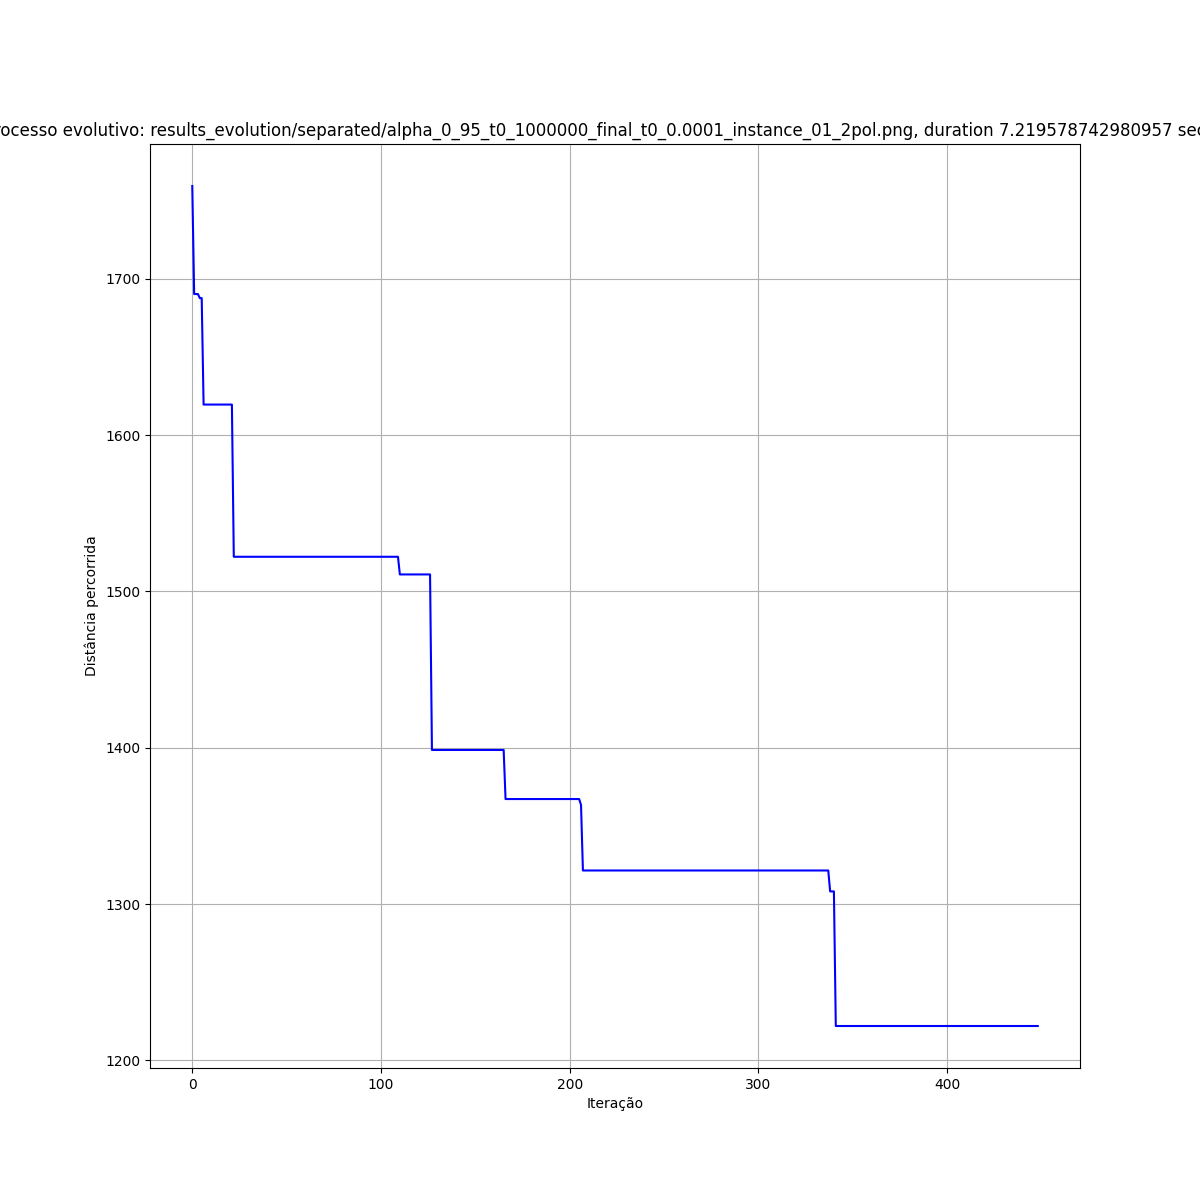 ocesso evolutivo: results_evolution/separated/alpha_0_95_t0_1000000_final_t0_0.0001_instance_01_2pol.png, duration 7.219578742980957 sec
1700
1600
1500
1400
1300
1200
Distância percorrida
0 100 200 300 400
Iteração